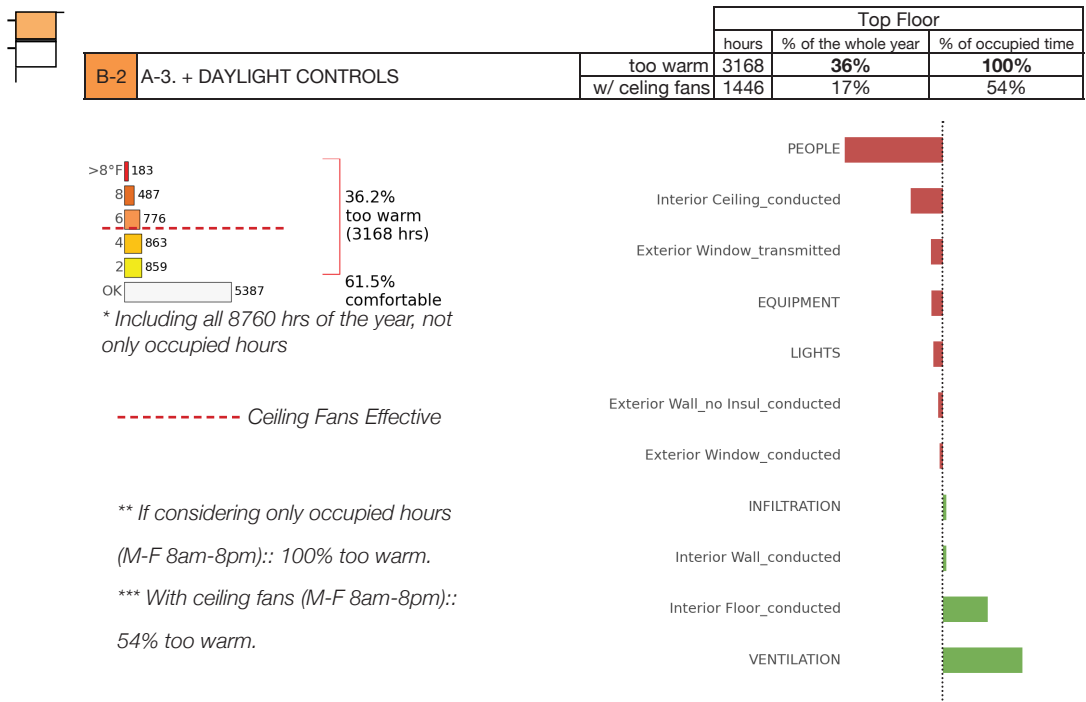 Top Floor
hours % of the whole year % of occupied time
B-2 A-3. + DAYLIGHT CONTROLS too warm 3168 36% 100%
w/ celing fans 1446 17% 54%
>8°F 183
8 487
6 776
4 863
2 859
OK 5387
36.2%
too warm
(3168 hrs)
61.5%
comfortable
* Including all 8760 hrs of the year, not
only occupied hours
Ceiling Fans Effective
** If considering only occupied hours
(M-F 8am-8pm):: 100% too warm.
*** With ceiling fans (M-F 8am-8pm)::
54% too warm.
PEOPLE
Interior Ceiling_conducted
Exterior Window_transmitted
EQUIPMENT
LIGHTS
Exterior Wall_no Insul_conducted
Exterior Window_conducted
INFILTRATION
Interior Wall_conducted
Interior Floor_conducted
VENTILATION